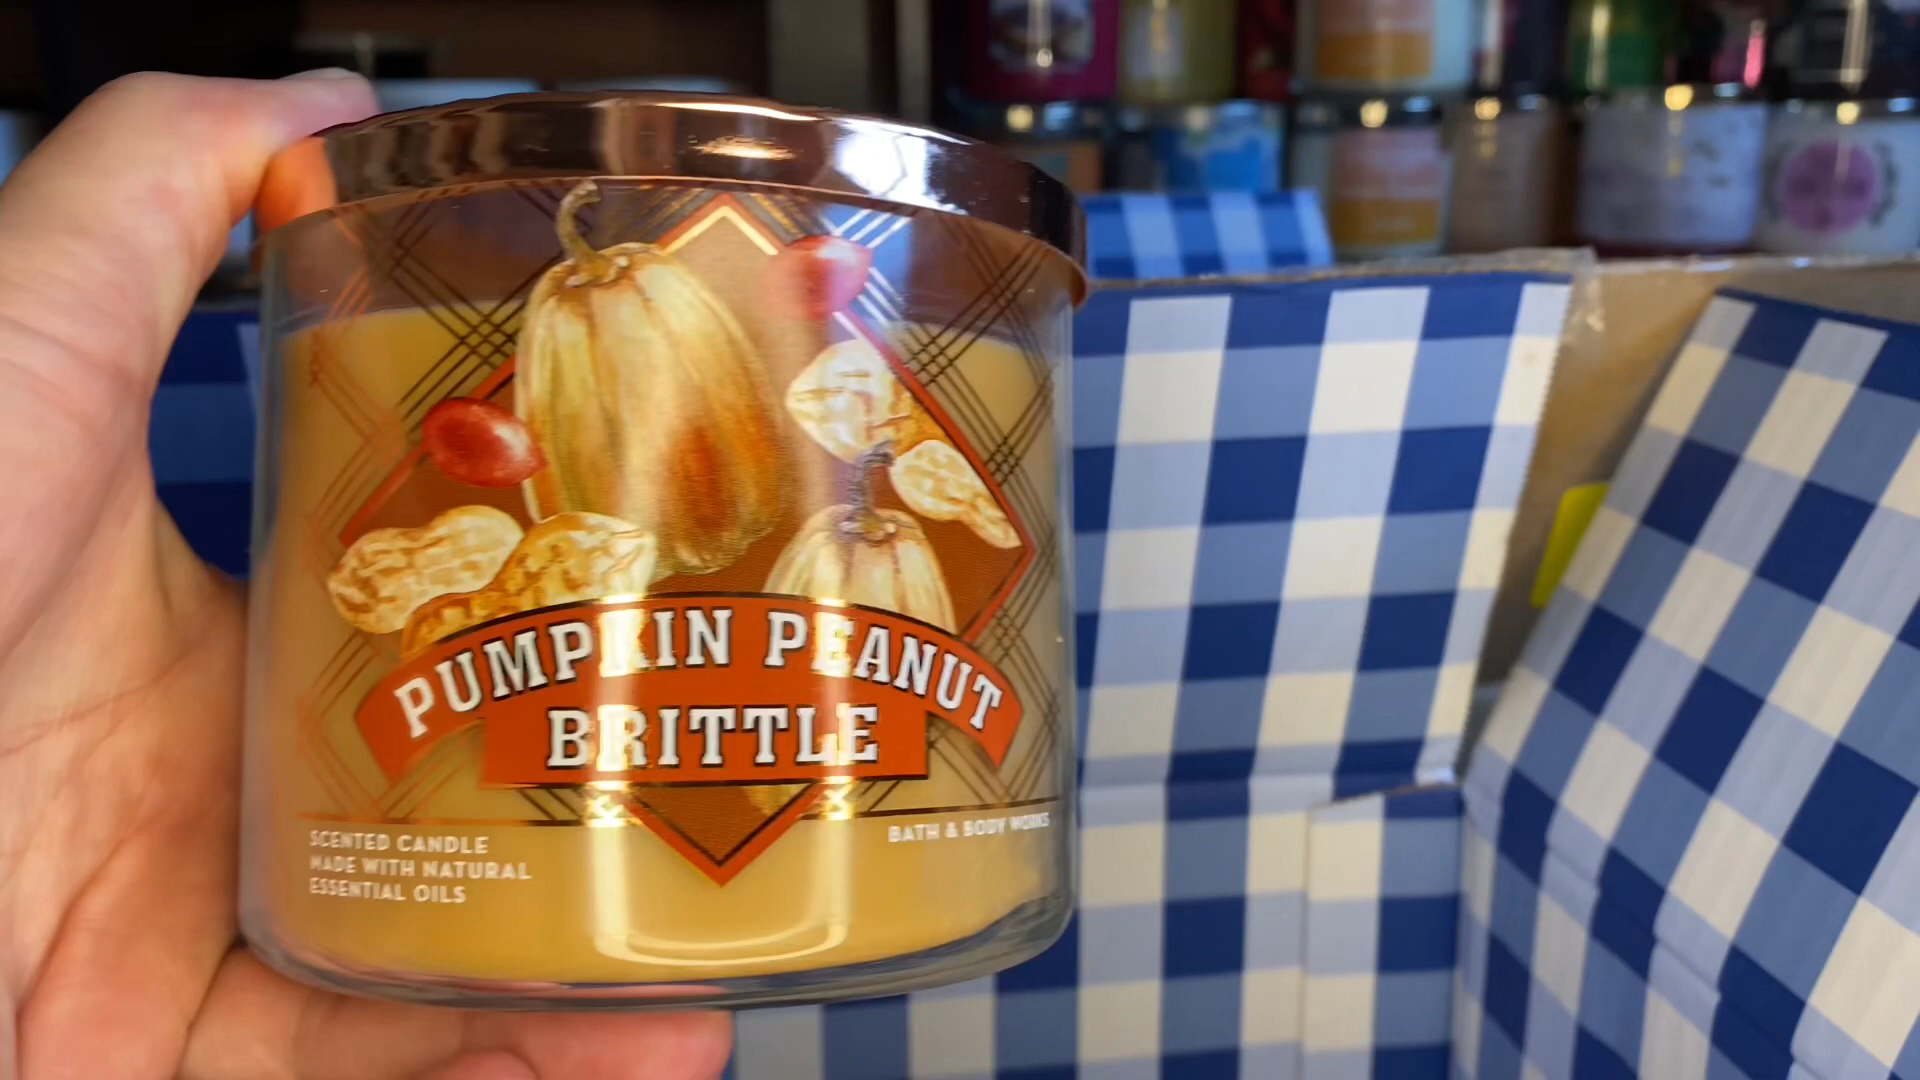 PUMPKIN PEANUT
BRITTLE
SCENTED CANDLE
MADE WITH NATURAL
ESSENTIAL OILS
BATH & BODY WORKS